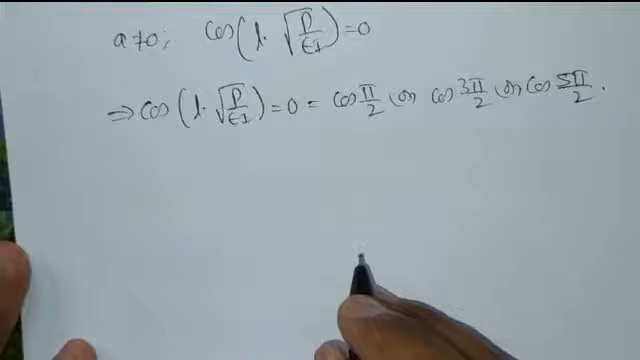 a≠0; cos(l·√(P/EI))=0
⇒ cos(l·√(P/EI))=0 = cos π/2 or cos 3π/2 or cos 5π/2.